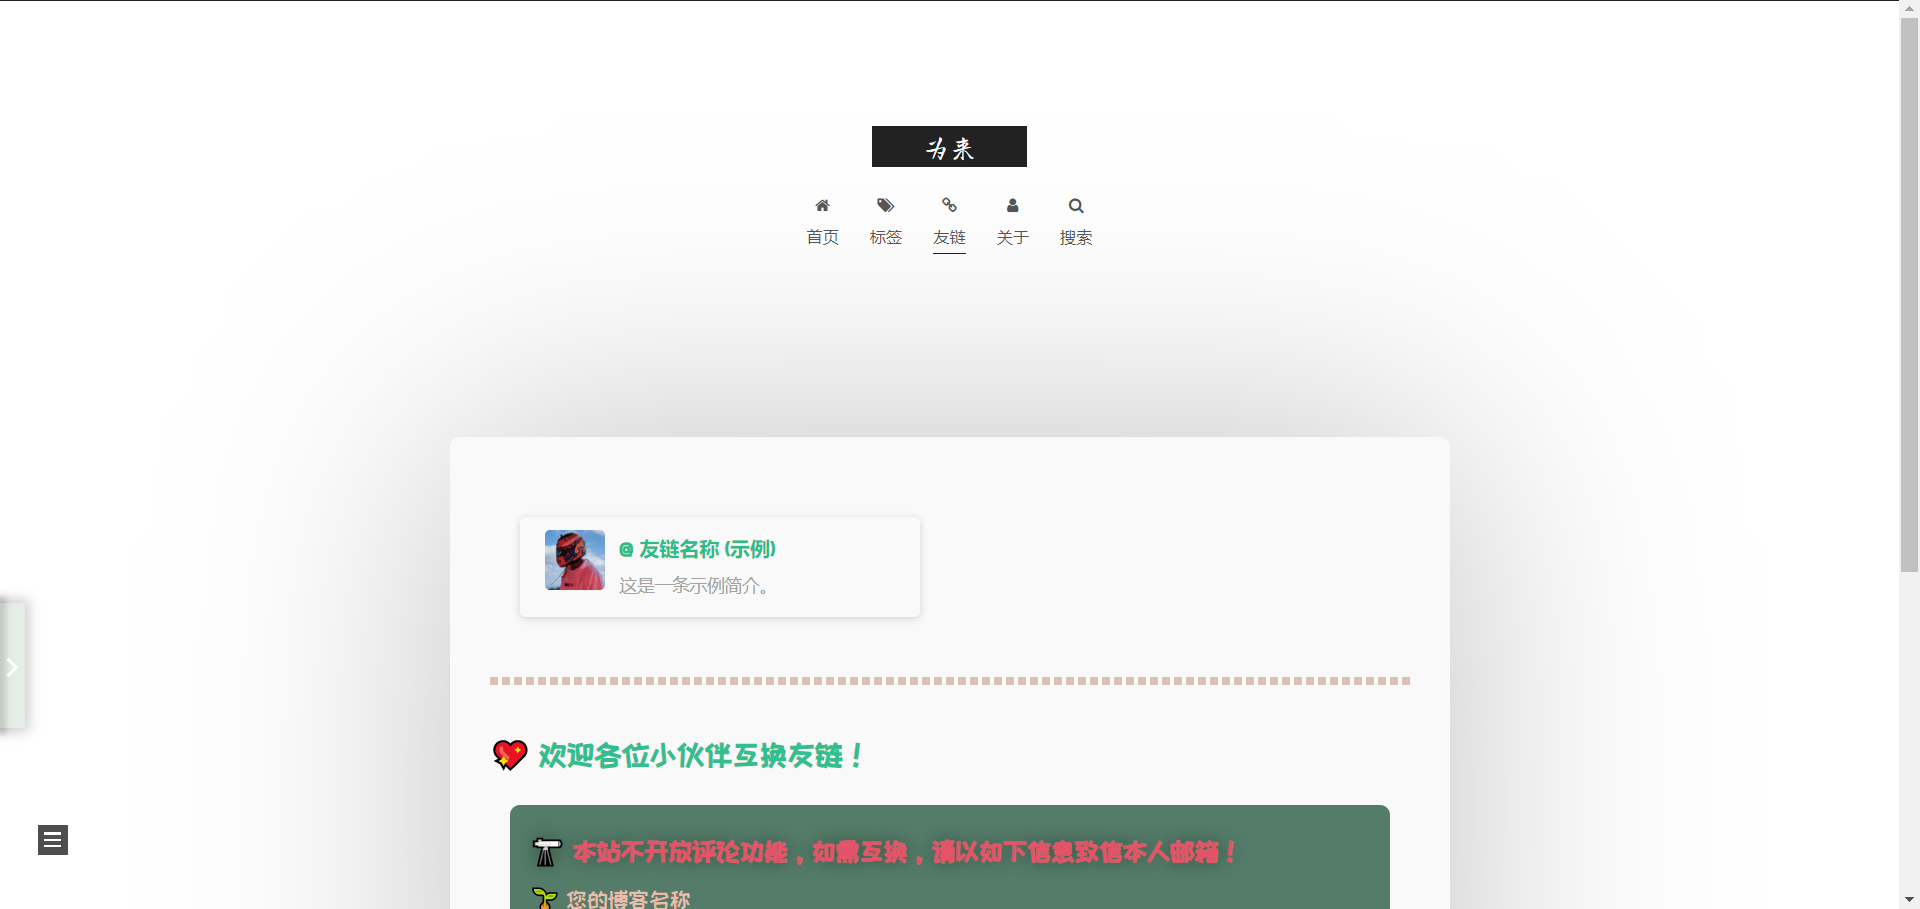 为来
首页
标签
友链
关于
搜索
@ 友链名称 (示例)
这是一条示例简介。
欢迎各位小伙伴互换友链！
本站不开放评论功能，如需互换，请以如下信息致信本人邮箱！
您的博客名称